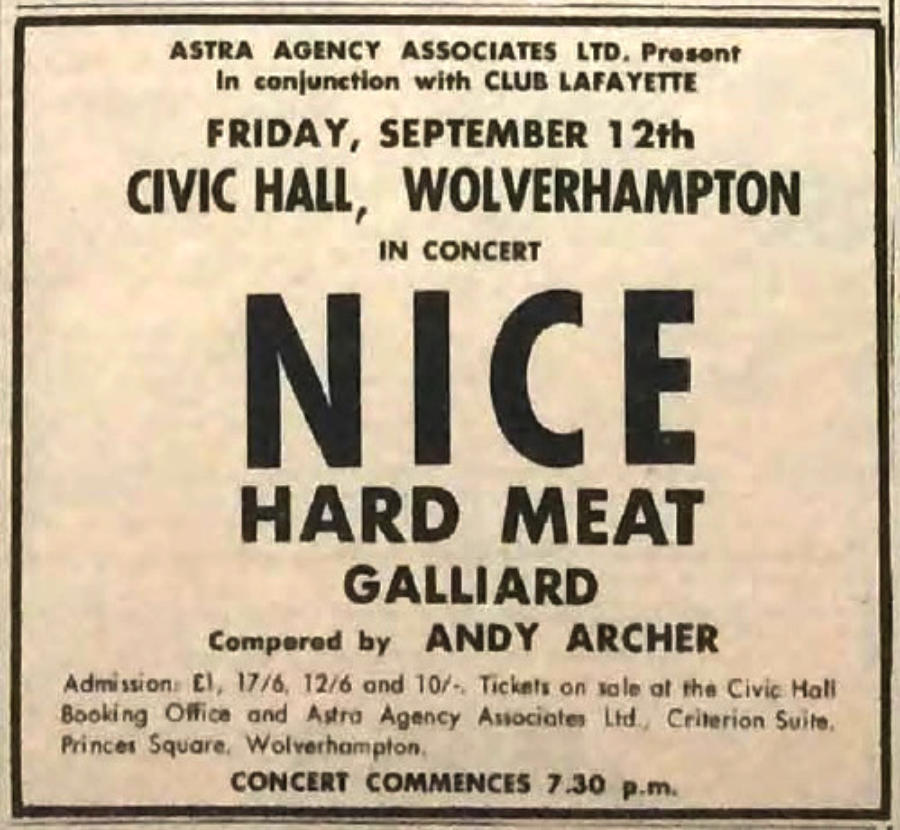 ASTRA AGENCY ASSOCIATES LTD. Present
In conjunction with CLUB LAFAYETTE
FRIDAY, SEPTEMBER 12th
CIVIC HALL, WOLVERHAMPTON
IN CONCERT
NICE
HARD MEAT
GALLIARD
Compered by ANDY ARCHER
Admission: £1, 17/6, 12/6 and 10/-. Tickets on sale at the Civic Hall
Booking Office and Astra Agency Associates Ltd., Criterion Suite,
Princes Square, Wolverhampton.
CONCERT COMMENCES 7.30 p.m.